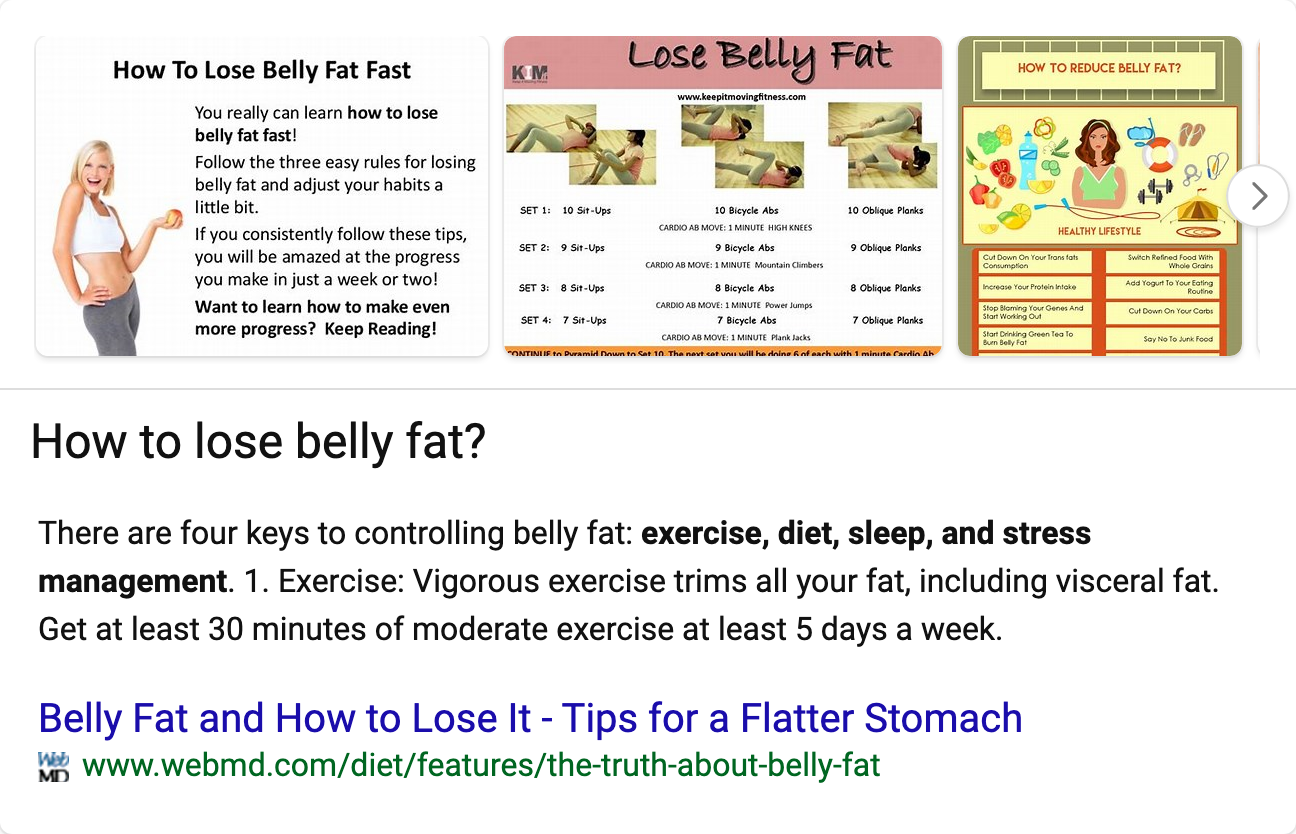 How To Lose Belly Fat Fast
You really can learn how to lose
belly fat fast!
Follow the three easy rules for losing
belly fat and adjust your habits a
little bit.
If you consistently follow these tips,
you will be amazed at the progress
you make in just a week or two!
Want to learn how to make even
more progress? Keep Reading!
Lose Belly Fat
KIM
www.keepitmovingfitness.com
SET 1: 10 Sit-Ups 10 Bicycle Abs 10 Oblique Planks
CARDIO AB MOVE: 1 MINUTE HIGH KNEES
SET 2: 9 Sit-Ups 9 Bicycle Abs 9 Oblique Planks
CARDIO AB MOVE: 1 MINUTE Mountain Climbers
SET 3: 8 Sit-Ups 8 Bicycle Abs 8 Oblique Planks
CARDIO AB MOVE: 1 MINUTE Power Jumps
SET 4: 7 Sit-Ups 7 Bicycle Abs 7 Oblique Planks
CARDIO AB MOVE: 1 MINUTE Plank Jacks
CONTINUE to Pyramid Down to Set 10. The next set you will be doing 6 of each with 1 minute Cardio Ab
HOW TO REDUCE BELLY FAT?
HEALTHY LIFESTYLE
Cut Down On Your Trans fats
Consumption
Switch Refined Food With
Whole Grains
Increase Your Protein Intake
Add Yogurt To Your Eating
Routine
Stop Blaming Your Genes And
Start Working Out
Cut Down On Your Carbs
Start Drinking Green Tea To
Burn Belly Fat
Say No To Junk Food
How to lose belly fat?
There are four keys to controlling belly fat: exercise, diet, sleep, and stress
management. 1. Exercise: Vigorous exercise trims all your fat, including visceral fat.
Get at least 30 minutes of moderate exercise at least 5 days a week.
Belly Fat and How to Lose It - Tips for a Flatter Stomach
Web
MD
www.webmd.com/diet/features/the-truth-about-belly-fat